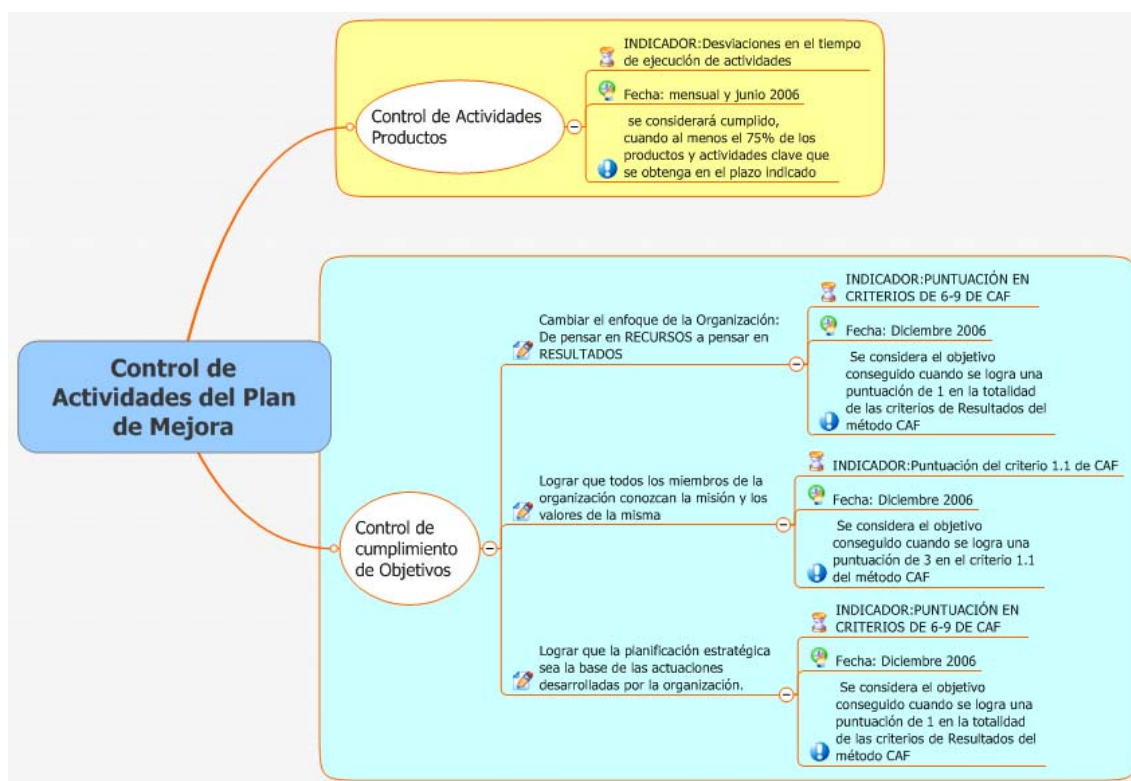 INDICADOR:Desviaciones en el tiempo
de ejecución de actividades
Fecha: mensual y junio 2006
se considerará cumplido,
cuando al menos el 75% de los
productos y actividades clave que
se obtenga en el plazo indicado
Control de Actividades
Productos
Control de
Actividades del Plan
de Mejora
Control de
cumplimiento
de Objetivos
Cambiar el enfoque de la Organización:
De pensar en RECURSOS a pensar en
RESULTADOS
INDICADOR:PUNTUACIÓN EN
CRITERIOS DE 6-9 DE CAF
Fecha: Diciembre 2006
Se considera el objetivo
conseguido cuando se logra una
puntuación de 1 en la totalidad
de las criterios de Resultados del
método CAF
Lograr que todos los miembros de la
organización conozcan la misión y los
valores de la misma
INDICADOR:Puntuación del criterio 1.1 de CAF
Fecha: Diciembre 2006
Se considera el objetivo
conseguido cuando se logra una
puntuación de 3 en el criterio 1.1
del método CAF
Lograr que la planificación estratégica
sea la base de las actuaciones
desarrolladas por la organización.
INDICADOR:PUNTUACIÓN EN
CRITERIOS DE 6-9 DE CAF
Fecha: Diciembre 2006
Se considera el objetivo
conseguido cuando se logra una
puntuación de 1 en la totalidad
de las criterios de Resultados del
método CAF